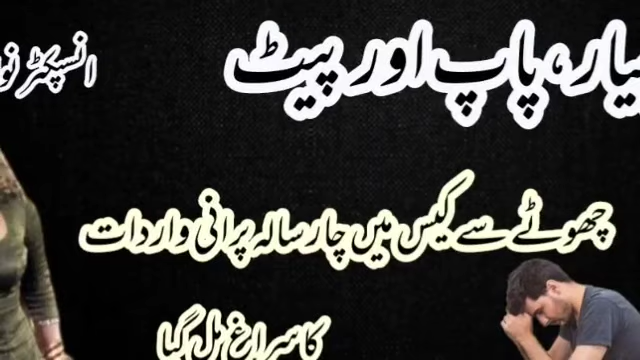 پاپ اور پیٹ
انسپکٹر
چھوٹے سے کیس میں چار سالہ پرانی واردات
کا سراغ مل گیا